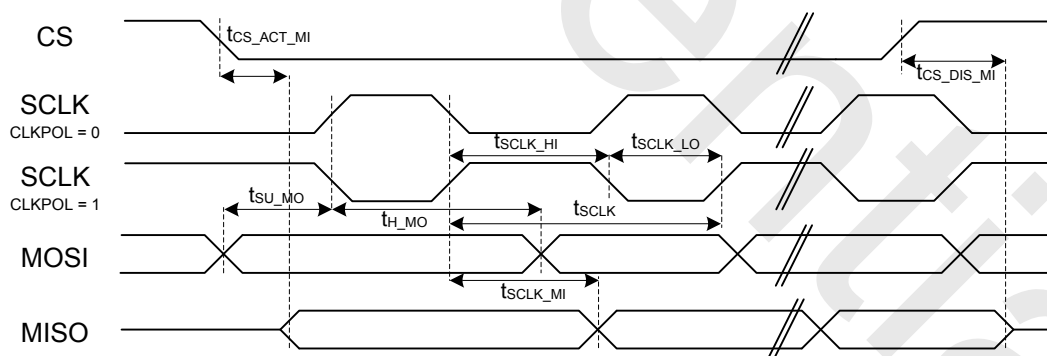 CS
tCS_ACT_MI
tCS_DIS_MI
SCLK
CLKPOL = 0
tSCLK_HI
tSCLK_LO
SCLK
CLKPOL = 1
tSU_MO
tH_MO
tSCLK
MOSI
tSCLK_MI
MISO